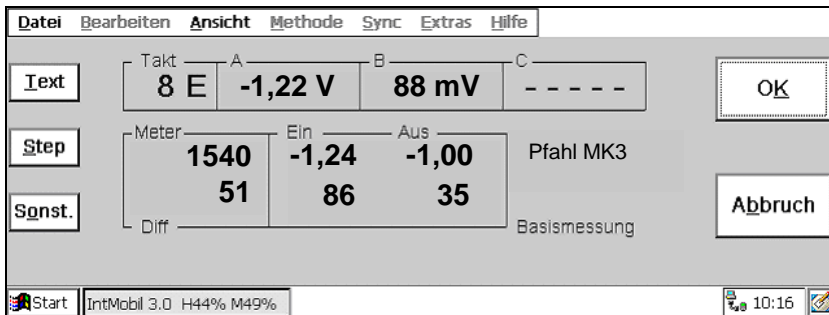 Datei Bearbeiten Ansicht Methode Sync Extras Hilfe
Text
Takt A B C
8 E -1,22 V 88 mV - - - - -
OK
Step
Meter Ein Aus
1540 -1,24 -1,00 Pfahl MK3
51 86 35
Sonst.
Abbruch
Diff Basismessung
Start IntMobil 3.0 H44% M49% 10:16